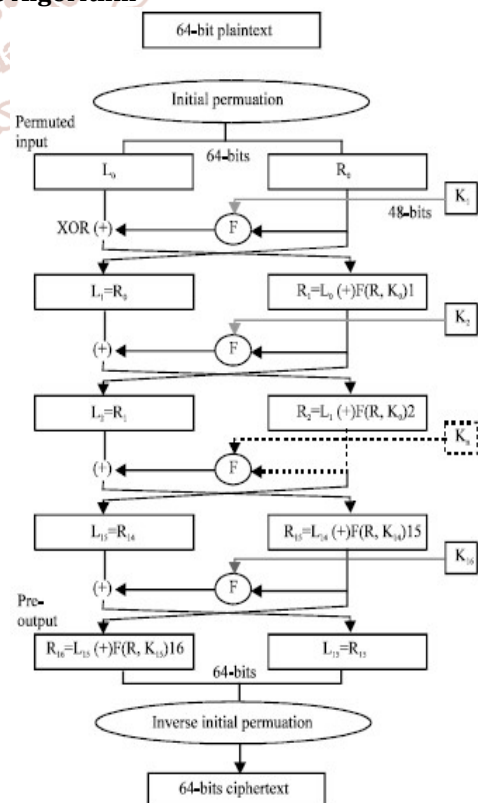 64-bit plaintext
Initial permuation
Permuted
input
64-bits
L₀
R₀
K₁
48-bits
XOR (+)
F
L₁=R₀
R₁=L₀ (+)F(R, K₀)1
K₂
(+)
F
L₂=R₁
R₂=L₁ (+)F(R, K₀)2
(+)
F
L₁₅=R₁₄
R₁₅=L₁₄ (+)F(R, K₁₄)15
K₁₆
(+)
F
Pre-
output
R₁₆=L₁₅ (+)F(R, K₁₅)16
L₁₅=R₁₅
64-bits
Inverse initial permuation
64-bits ciphertext